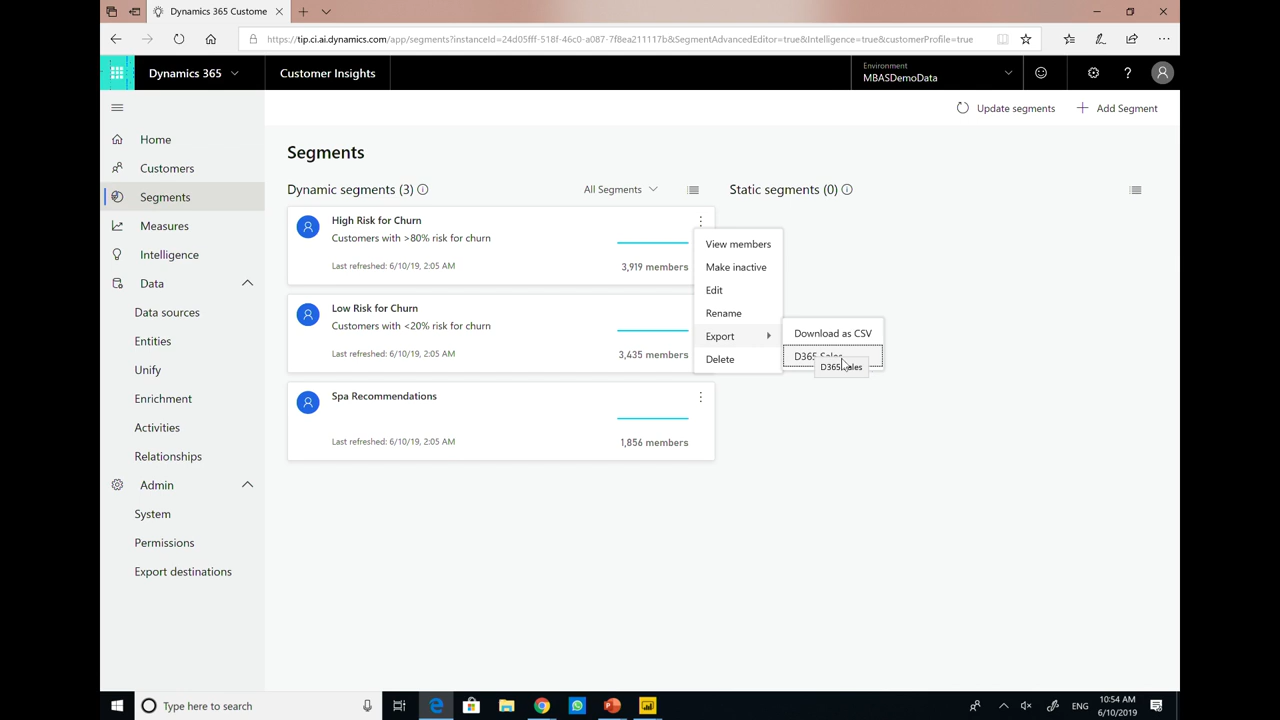 Dynamics 365 Custome
https://tip.ci.ai.dynamics.com/app/segments?instanceId=24d05fff-518f-46c0-a087-7f8ea211117b&SegmentAdvancedEditor=true&Intelligence=true&customerProfile=true
Dynamics 365
Customer Insights
Environment
MBASDemoData
?
Update segments
Add Segment
Home
Customers
Segments
Measures
Intelligence
Data
Data sources
Entities
Unify
Enrichment
Activities
Relationships
Admin
System
Permissions
Export destinations
Segments
Dynamic segments (3)
All Segments
Static segments (0)
High Risk for Churn
Customers with >80% risk for churn
Last refreshed: 6/10/19, 2:05 AM
3,919 members
Low Risk for Churn
Customers with <20% risk for churn
Last refreshed: 6/10/19, 2:05 AM
3,435 members
Spa Recommendations
Last refreshed: 6/10/19, 2:05 AM
1,856 members
View members
Make inactive
Edit
Rename
Export
Delete
Download as CSV
D365 Sales
D365 Sales
Type here to search
ENG
10:54 AM
6/10/2019